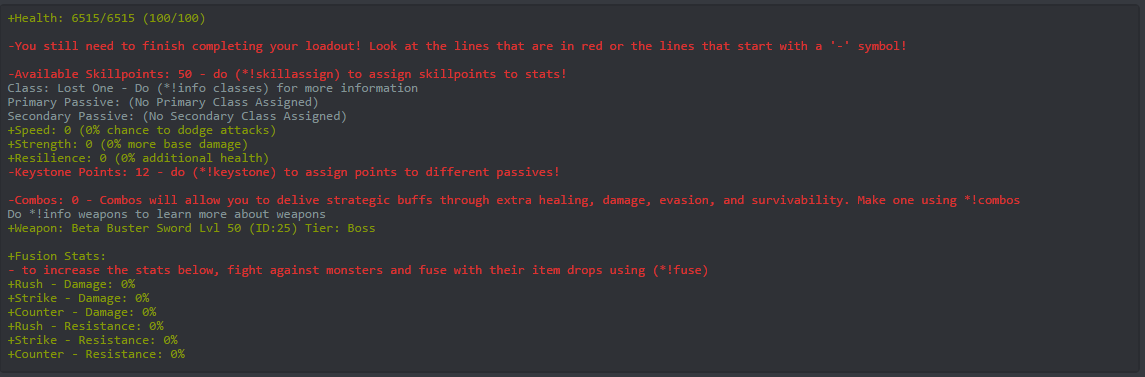 +Health: 6515/6515 (100/100)
-You still need to finish completing your loadout! Look at the lines that are in red or the lines that start with a '-' symbol!
-Available Skillpoints: 50 - do (*!skillassign) to assign skillpoints to stats!
Class: Lost One - Do (*!info classes) for more information
Primary Passive: (No Primary Class Assigned)
Secondary Passive: (No Secondary Class Assigned)
+Speed: 0 (0% chance to dodge attacks)
+Strength: 0 (0% more base damage)
+Resilience: 0 (0% additional health)
-Keystone Points: 12 - do (*!keystone) to assign points to different passives!
-Combos: 0 - Combos will allow you to delive strategic buffs through extra healing, damage, evasion, and survivability. Make one using *!combos
Do *!info weapons to learn more about weapons
+Weapon: Beta Buster Sword Lvl 50 (ID:25) Tier: Boss
+Fusion Stats:
- to increase the stats below, fight against monsters and fuse with their item drops using (*!fuse)
+Rush - Damage: 0%
+Strike - Damage: 0%
+Counter - Damage: 0%
+Rush - Resistance: 0%
+Strike - Resistance: 0%
+Counter - Resistance: 0%